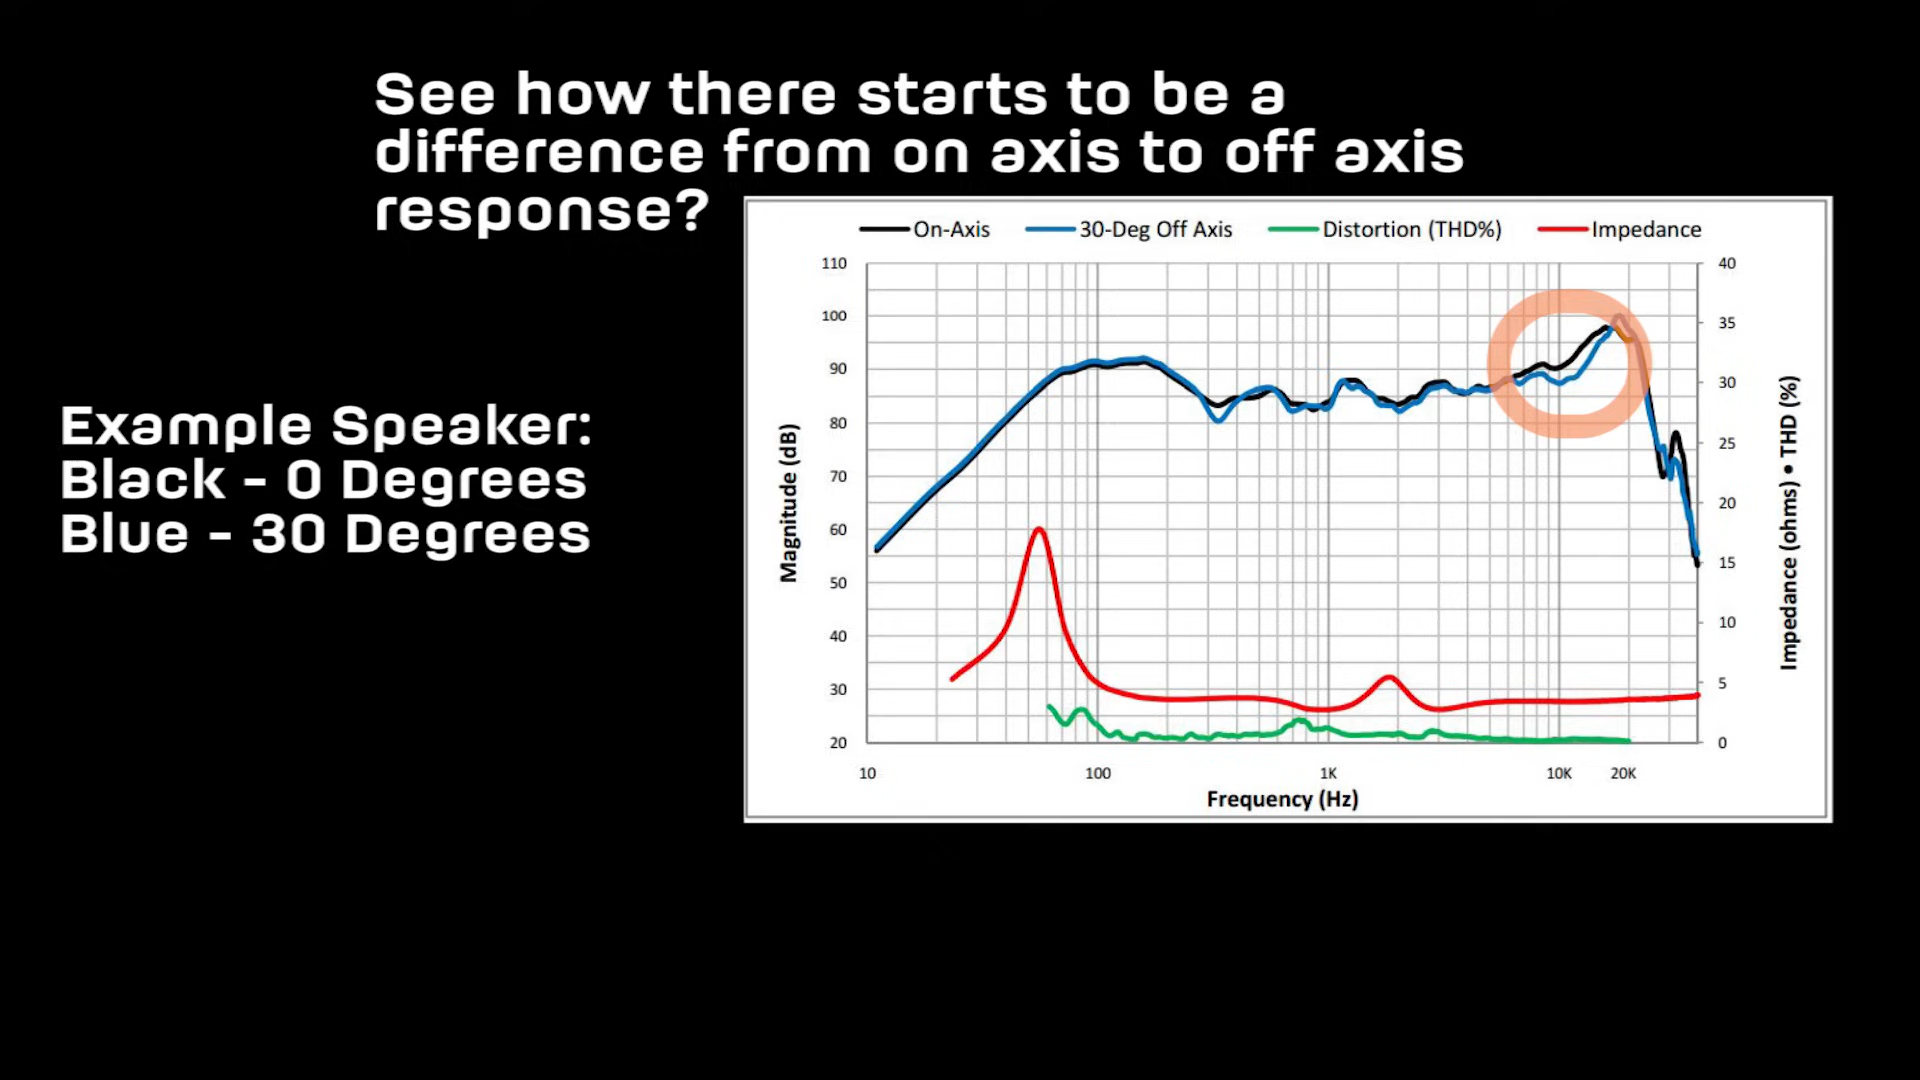 See how there starts to be a
difference from on axis to off axis
response?
Example Speaker:
Black - 0 Degrees
Blue - 30 Degrees
On-Axis 30-Deg Off Axis Distortion (THD%) Impedance
110
100
90
80
70
60
50
40
30
20
Magnitude (dB)
40
35
30
25
20
15
10
5
0
Impedance (ohms) • THD (%)
10 100 1K 10K 20K
Frequency (Hz)